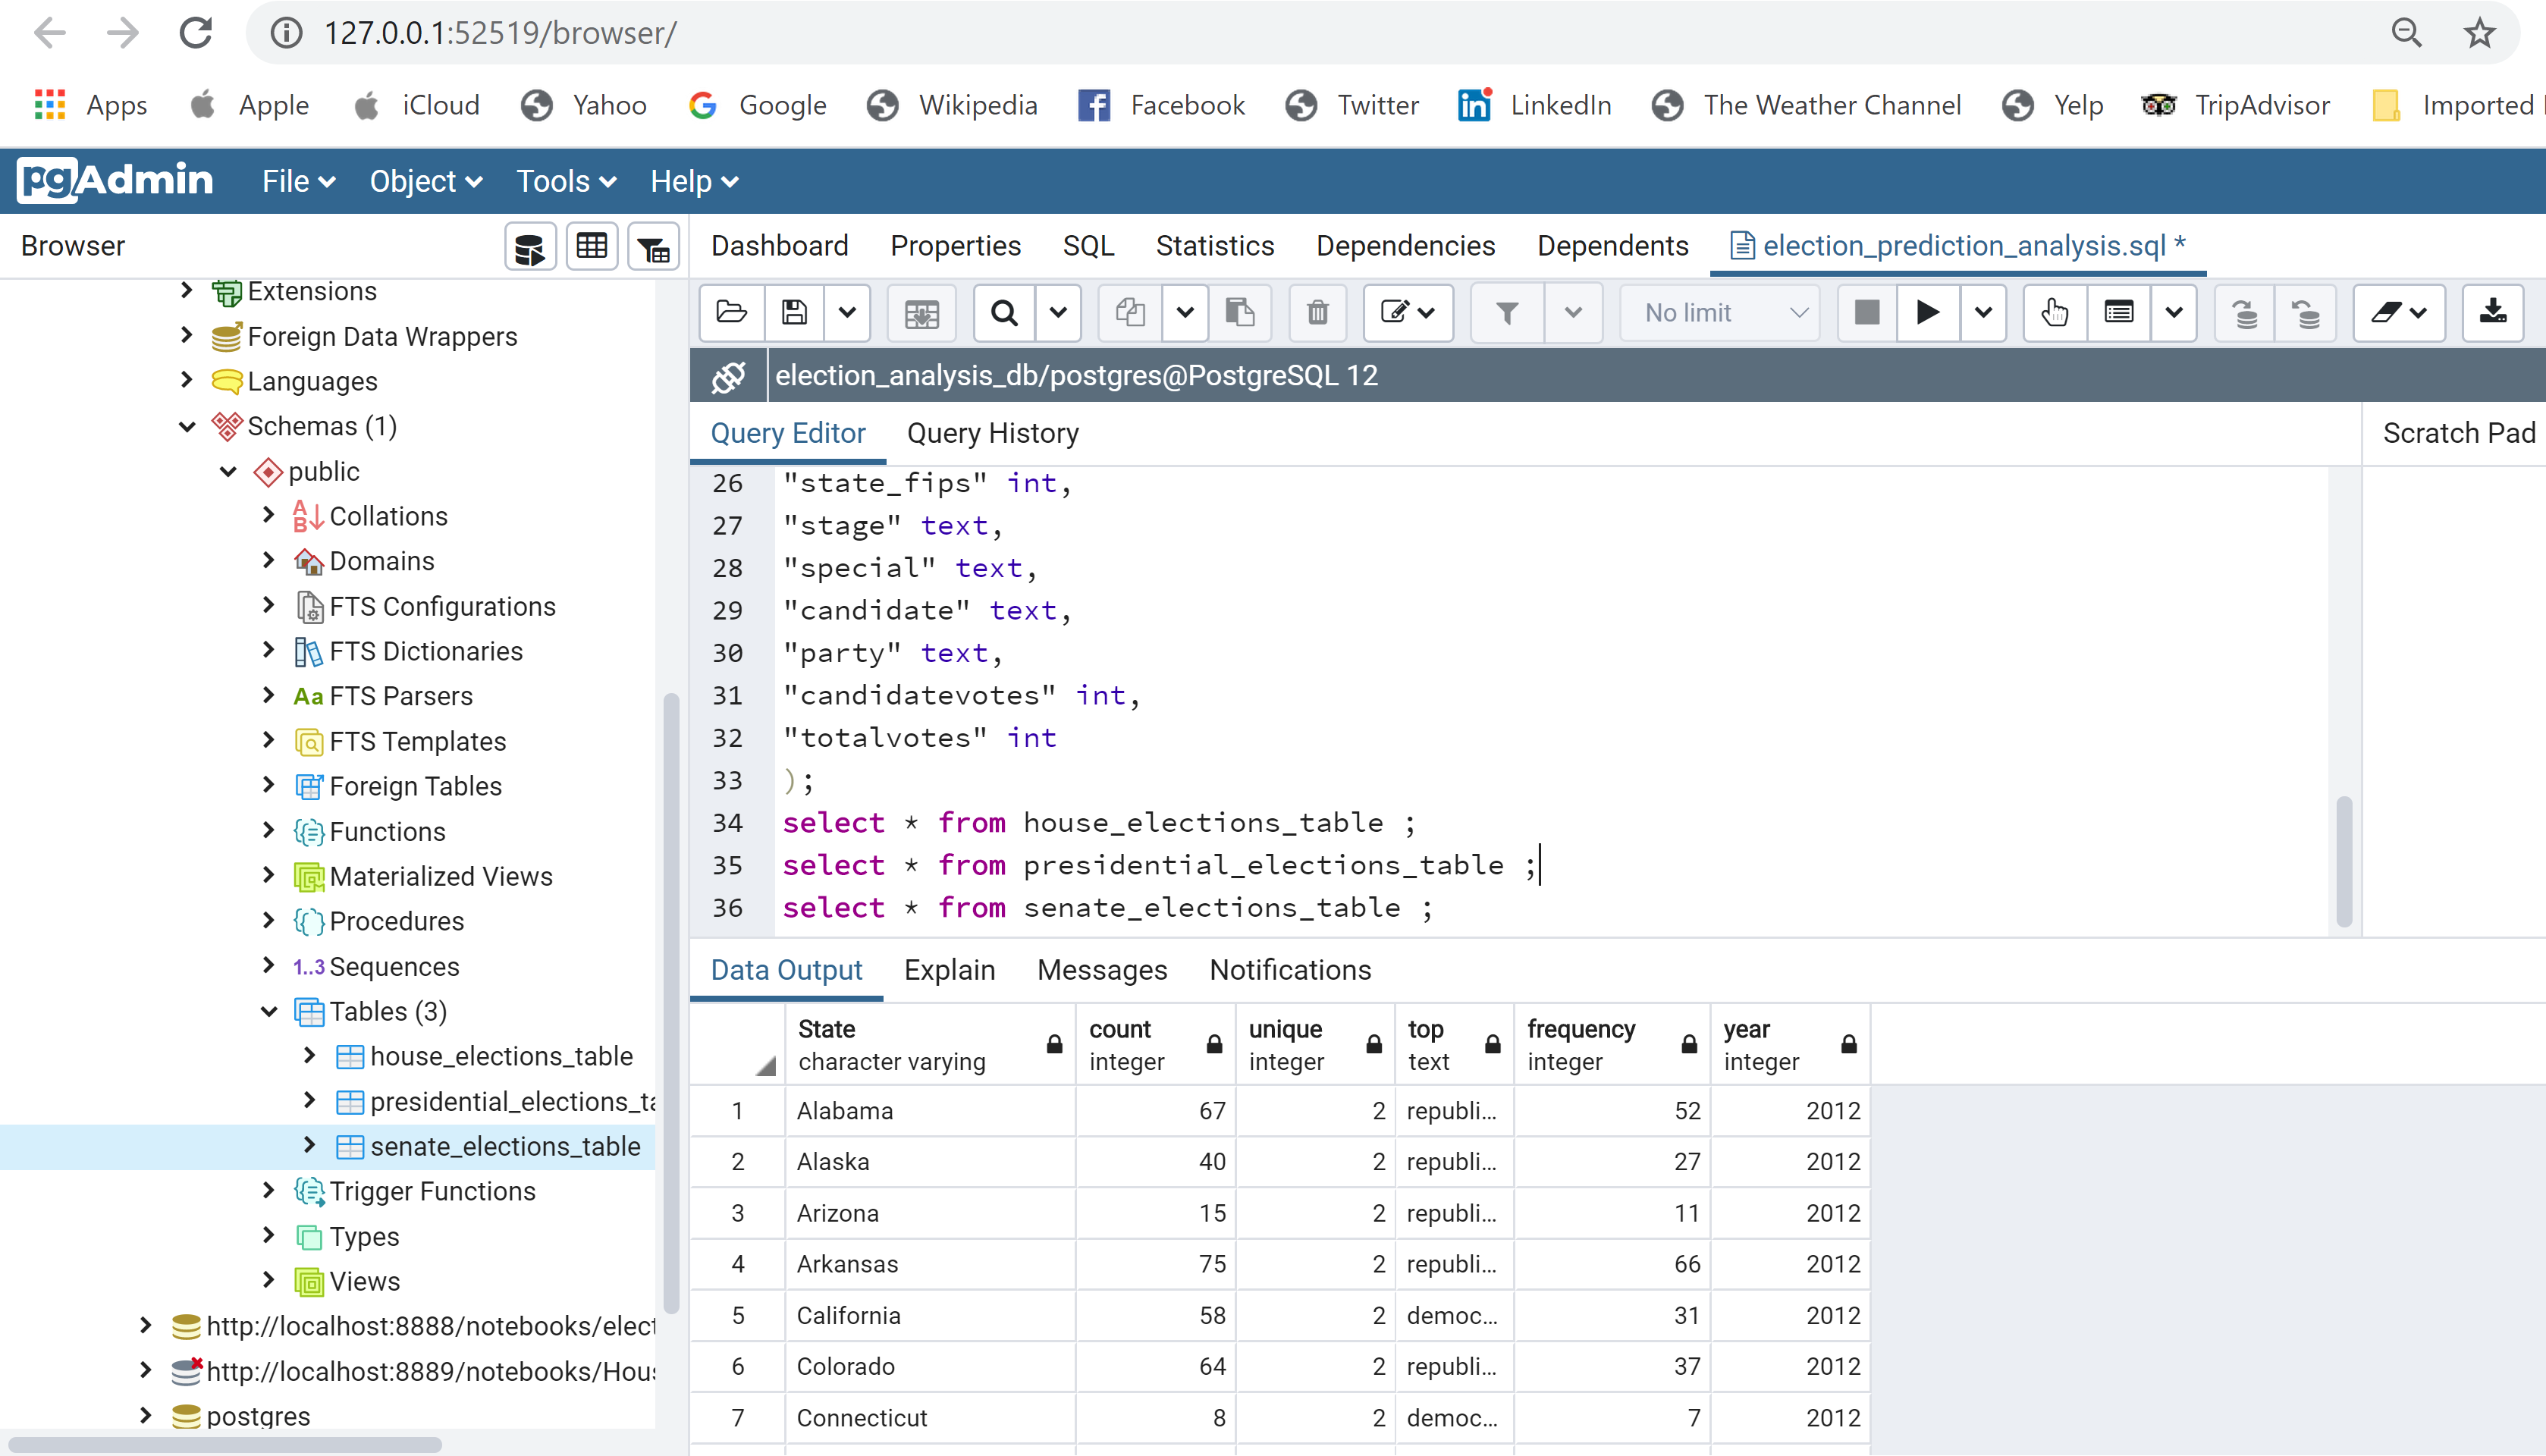 127.0.0.1:52519/browser/
Apps Apple iCloud Yahoo Google Wikipedia Facebook Twitter LinkedIn The Weather Channel Yelp TripAdvisor Imported
pgAdmin File Object Tools Help
Browser
Dashboard Properties SQL Statistics Dependencies Dependents election_prediction_analysis.sql *
No limit
election_analysis_db/postgres@PostgreSQL 12
Query Editor Query History
Scratch Pad
Extensions
Foreign Data Wrappers
Languages
Schemas (1)
public
Collations
Domains
FTS Configurations
FTS Dictionaries
Aa FTS Parsers
FTS Templates
Foreign Tables
Functions
Materialized Views
Procedures
1..3 Sequences
Tables (3)
house_elections_table
presidential_elections_ta
senate_elections_table
Trigger Functions
Types
Views
http://localhost:8888/notebooks/elect
http://localhost:8889/notebooks/Hous
postgres
26 "state_fips" int,
27 "stage" text,
28 "special" text,
29 "candidate" text,
30 "party" text,
31 "candidatevotes" int,
32 "totalvotes" int
33 );
34 select * from house_elections_table ;
35 select * from presidential_elections_table ;
36 select * from senate_elections_table ;
Data Output Explain Messages Notifications
State count unique top frequency year
character varying integer integer text integer integer
1 Alabama 67 2 republi... 52 2012
2 Alaska 40 2 republi... 27 2012
3 Arizona 15 2 republi... 11 2012
4 Arkansas 75 2 republi... 66 2012
5 California 58 2 democ... 31 2012
6 Colorado 64 2 republi... 37 2012
7 Connecticut 8 2 democ... 7 2012